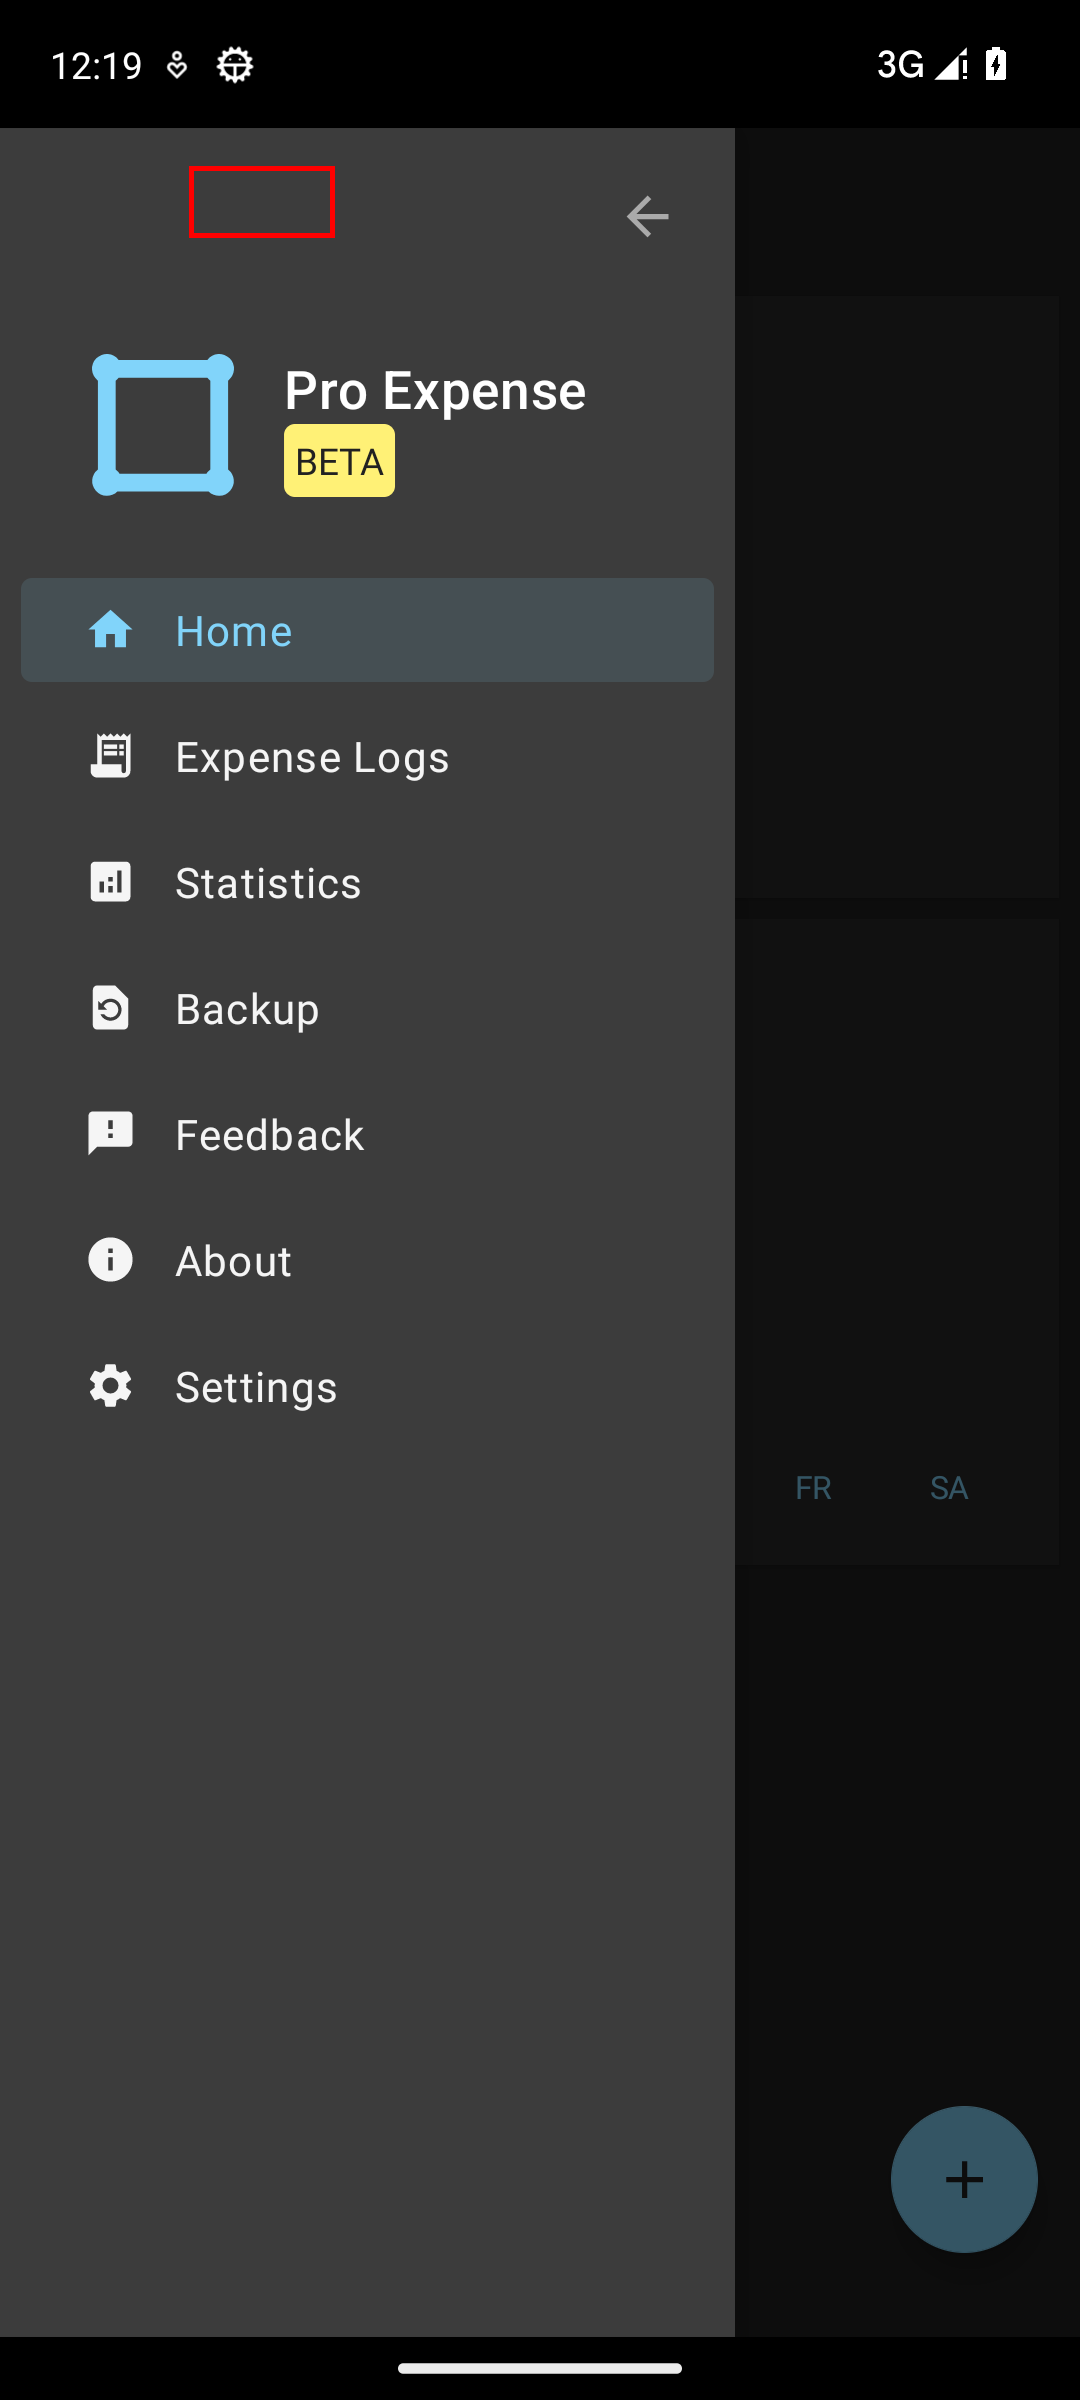 12:19
3G
Pro Expense
BETA
Home
Expense Logs
Statistics
Backup
Feedback
About
Settings
FR SA